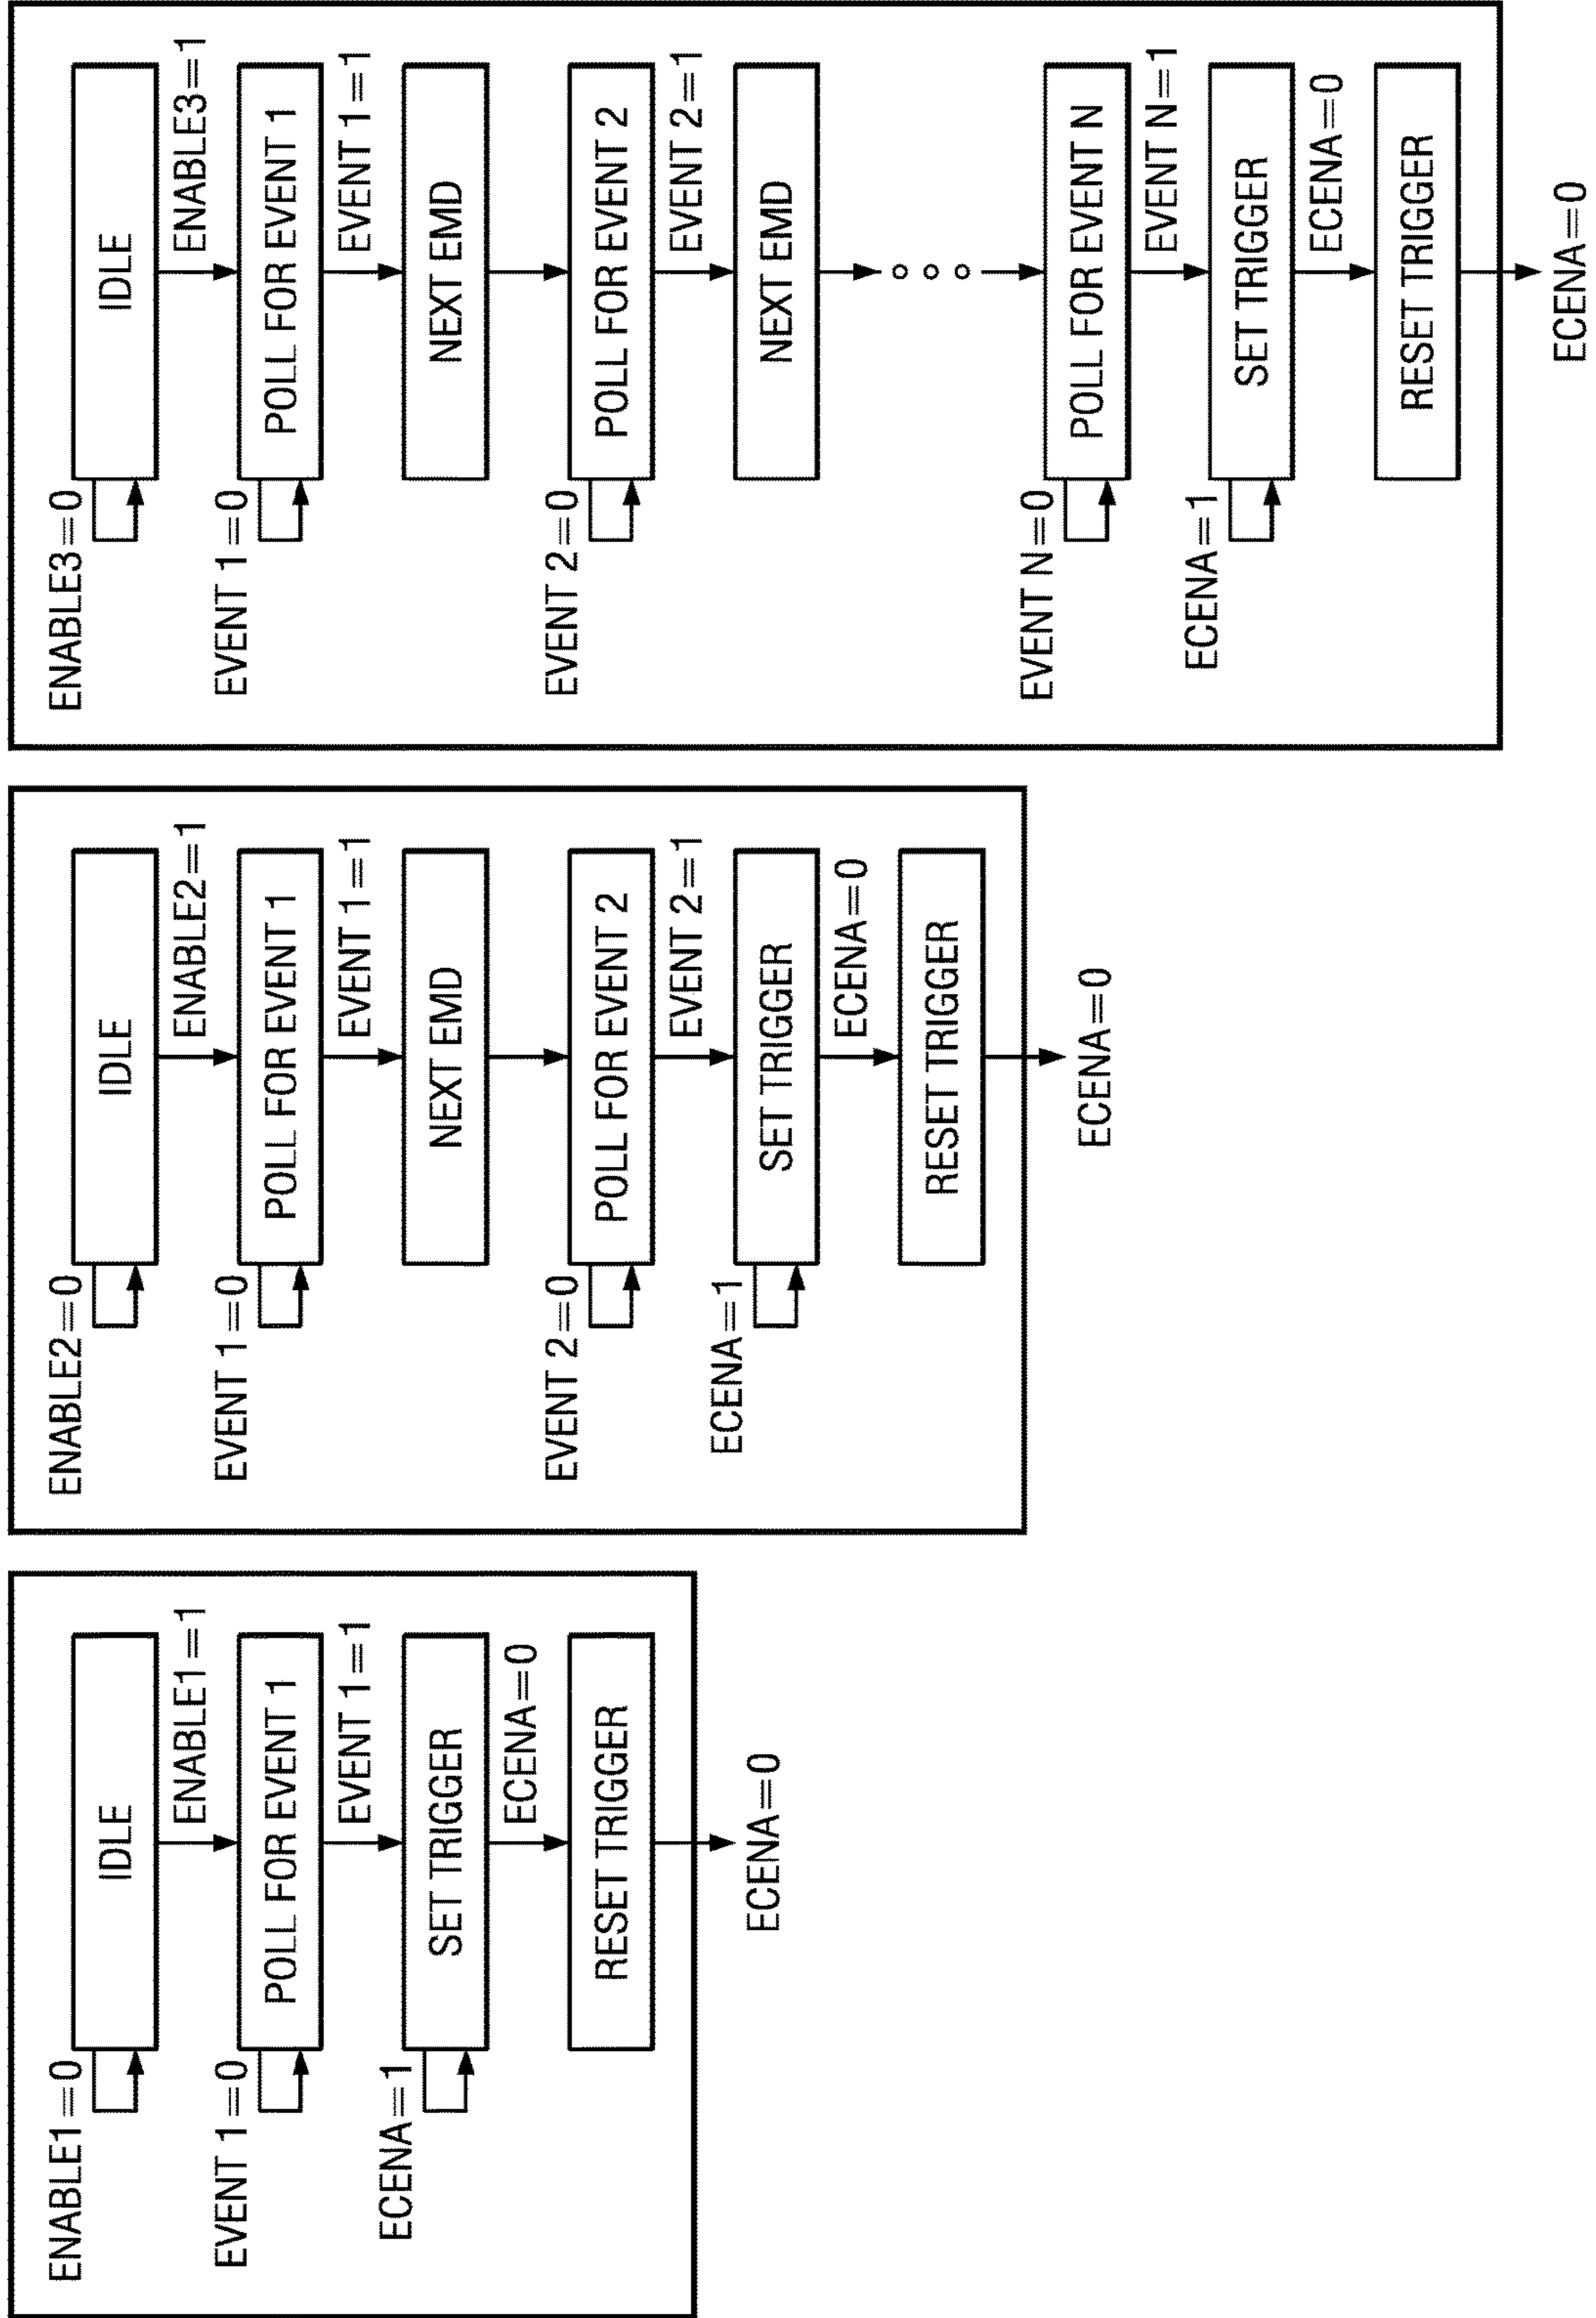 ENABLE1=0
IDLE
ENABLE1=1
EVENT 1=0
POLL FOR EVENT 1
EVENT 1=1
ECENA=1
SET TRIGGER
ECENA=0
RESET TRIGGER
ECENA=0
ENABLE2=0
IDLE
ENABLE2=1
EVENT 1=0
POLL FOR EVENT 1
EVENT 1=1
NEXT EMD
EVENT 2=0
POLL FOR EVENT 2
EVENT 2=1
ECENA=1
SET TRIGGER
ECENA=0
RESET TRIGGER
ECENA=0
ENABLE3=0
IDLE
ENABLE3=1
EVENT 1=0
POLL FOR EVENT 1
EVENT 1=1
NEXT EMD
EVENT 2=0
POLL FOR EVENT 2
EVENT 2=1
NEXT EMD
EVENT N=0
POLL FOR EVENT N
EVENT N=1
ECENA=1
SET TRIGGER
ECENA=0
RESET TRIGGER
ECENA=0